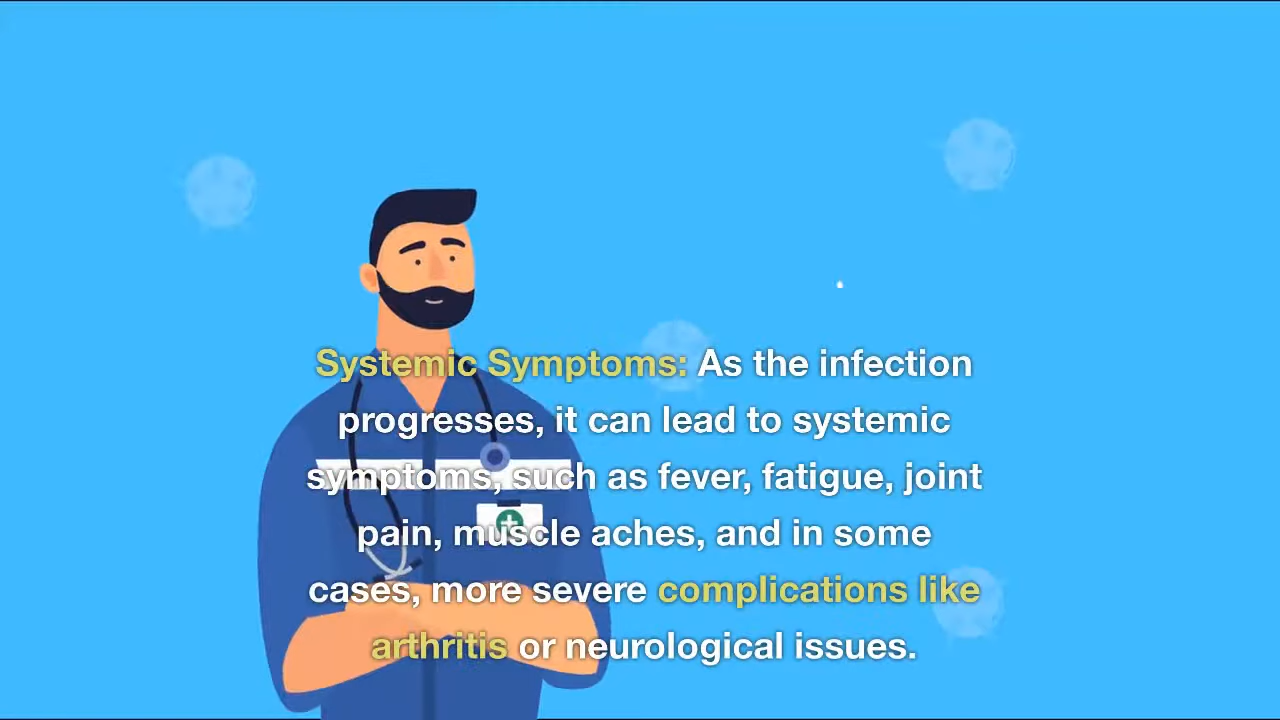 Systemic Symptoms: As the infection
progresses, it can lead to systemic
symptoms, such as fever, fatigue, joint
pain, muscle aches, and in some
cases, more severe complications like
arthritis or neurological issues.